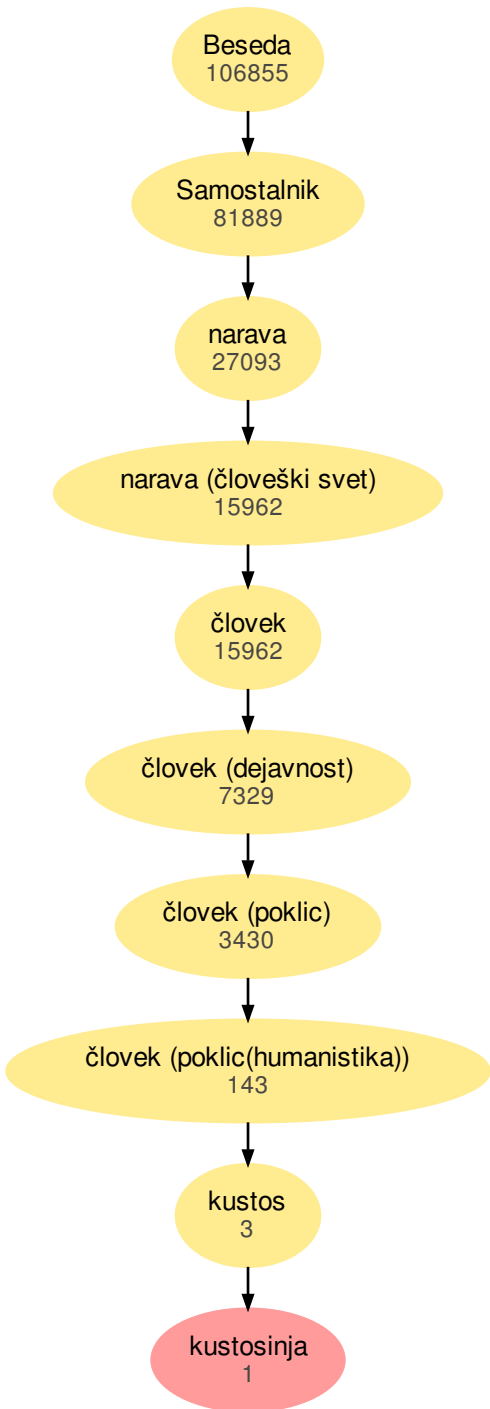 Beseda
106855
Samostalnik
81889
narava
27093
narava (človeški svet)
15962
človek
15962
človek (dejavnost)
7329
človek (poklic)
3430
človek (poklic(humanistika))
143
kustos
3
kustosinja
1